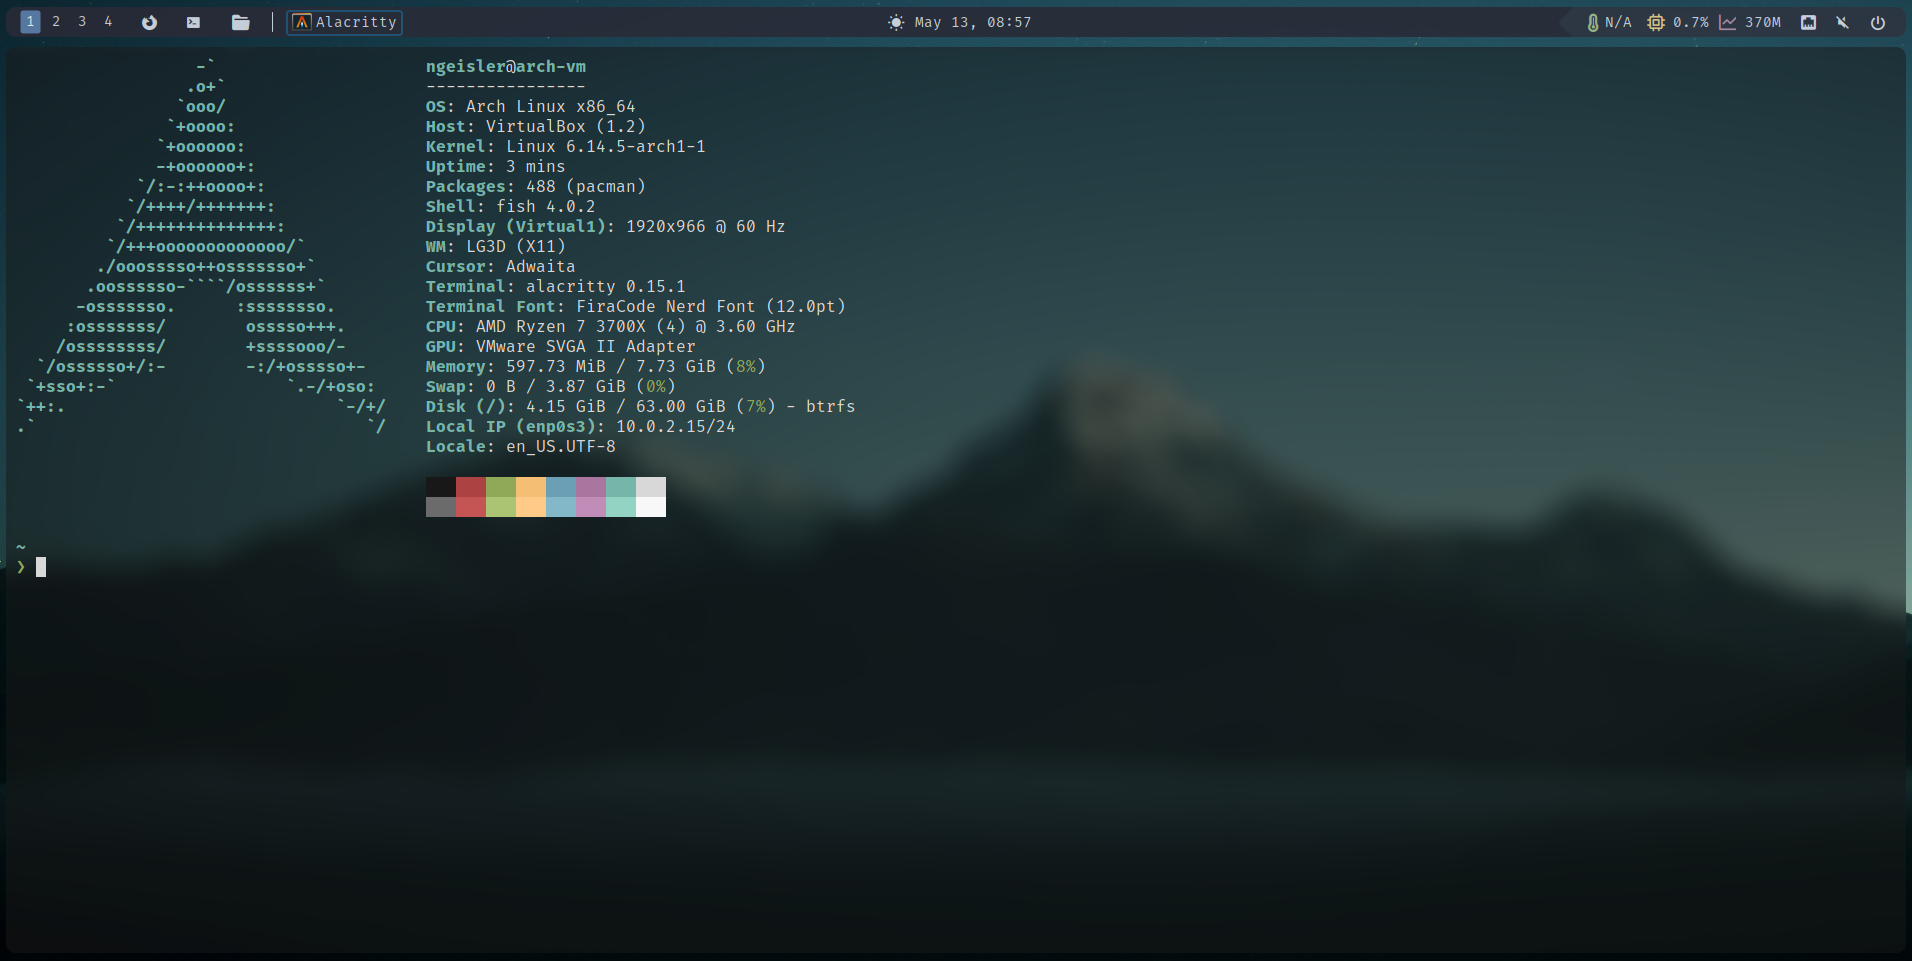 1 2 3 4 Alacritty May 13, 08:57 N/A 0.7% 370M
-`
.o+`
`ooo/
`+oooo:
`+oooooo:
-+oooooo+:
`/:-:++oooo+:
`/++++/+++++++:
`/++++++++++++++:
`/+++ooooooooooooo/`
./ooosssso++osssssso+`
.oossssso-````/ossssss+`
-osssssso.      :ssssssso.
:osssssss/        osssso+++.
/ossssssss/        +ssssooo/-
`/ossssso+/:-        -:/+osssso+-
`+sso+:-`                 `.-/+oso:
`++:.                           `-/+/
.`                                 `/
ngeisler@arch-vm
----------------
OS: Arch Linux x86_64
Host: VirtualBox (1.2)
Kernel: Linux 6.14.5-arch1-1
Uptime: 3 mins
Packages: 488 (pacman)
Shell: fish 4.0.2
Display (Virtual1): 1920x966 @ 60 Hz
WM: LG3D (X11)
Cursor: Adwaita
Terminal: alacritty 0.15.1
Terminal Font: FiraCode Nerd Font (12.0pt)
CPU: AMD Ryzen 7 3700X (4) @ 3.60 GHz
GPU: VMware SVGA II Adapter
Memory: 597.73 MiB / 7.73 GiB (8%)
Swap: 0 B / 3.87 GiB (0%)
Disk (/): 4.15 GiB / 63.00 GiB (7%) - btrfs
Local IP (enp0s3): 10.0.2.15/24
Locale: en_US.UTF-8
~
❯